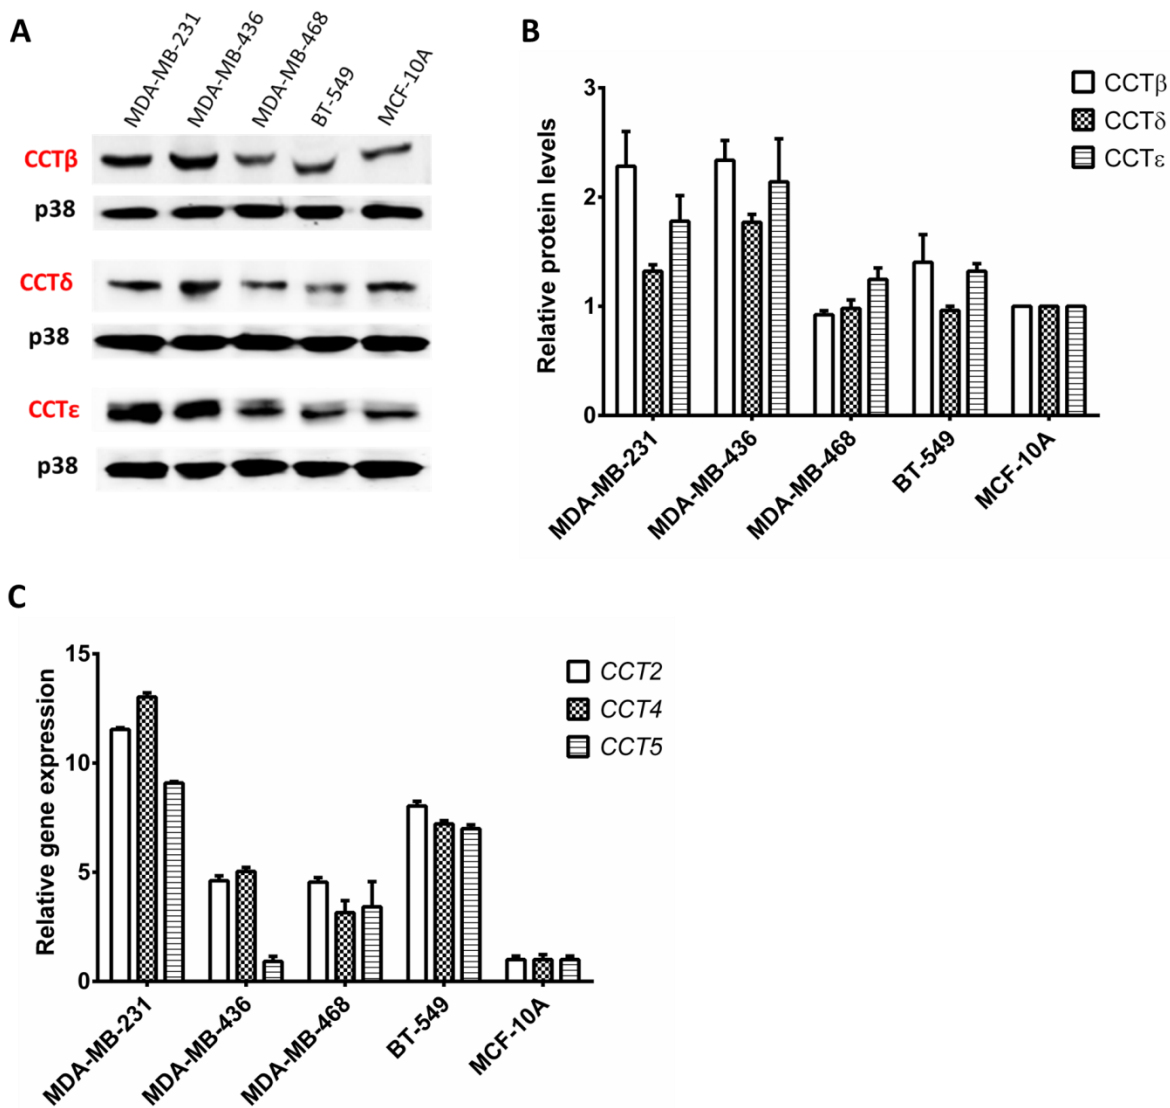 A
MDA-MB-231
MDA-MB-436
MDA-MB-468
BT-549
MCF-10A
CCTβ
p38
CCTδ
p38
CCTε
p38
B
Relative protein levels
3
2
1
0
CCTβ
CCTδ
CCTε
MDA-MB-231
MDA-MB-436
MDA-MB-468
BT-549
MCF-10A
C
Relative gene expression
15
10
5
0
CCT2
CCT4
CCT5
MDA-MB-231
MDA-MB-436
MDA-MB-468
BT-549
MCF-10A